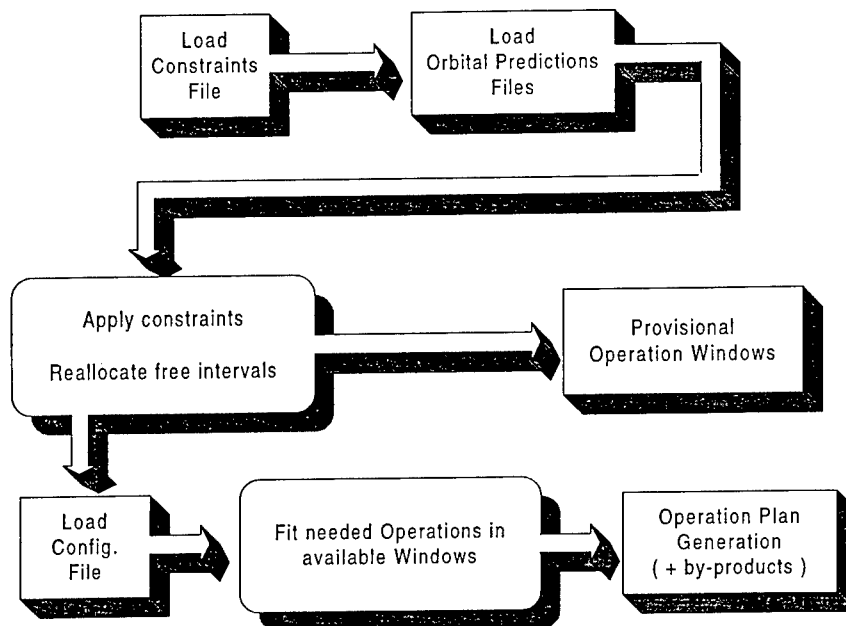 Load
Constraints
File
Load
Orbital Predictions
Files
Apply constraints
Reallocate free intervals
Provisional
Operation Windows
Load
Config.
File
Fit needed Operations in
available Windows
Operation Plan
Generation
( + by-products )